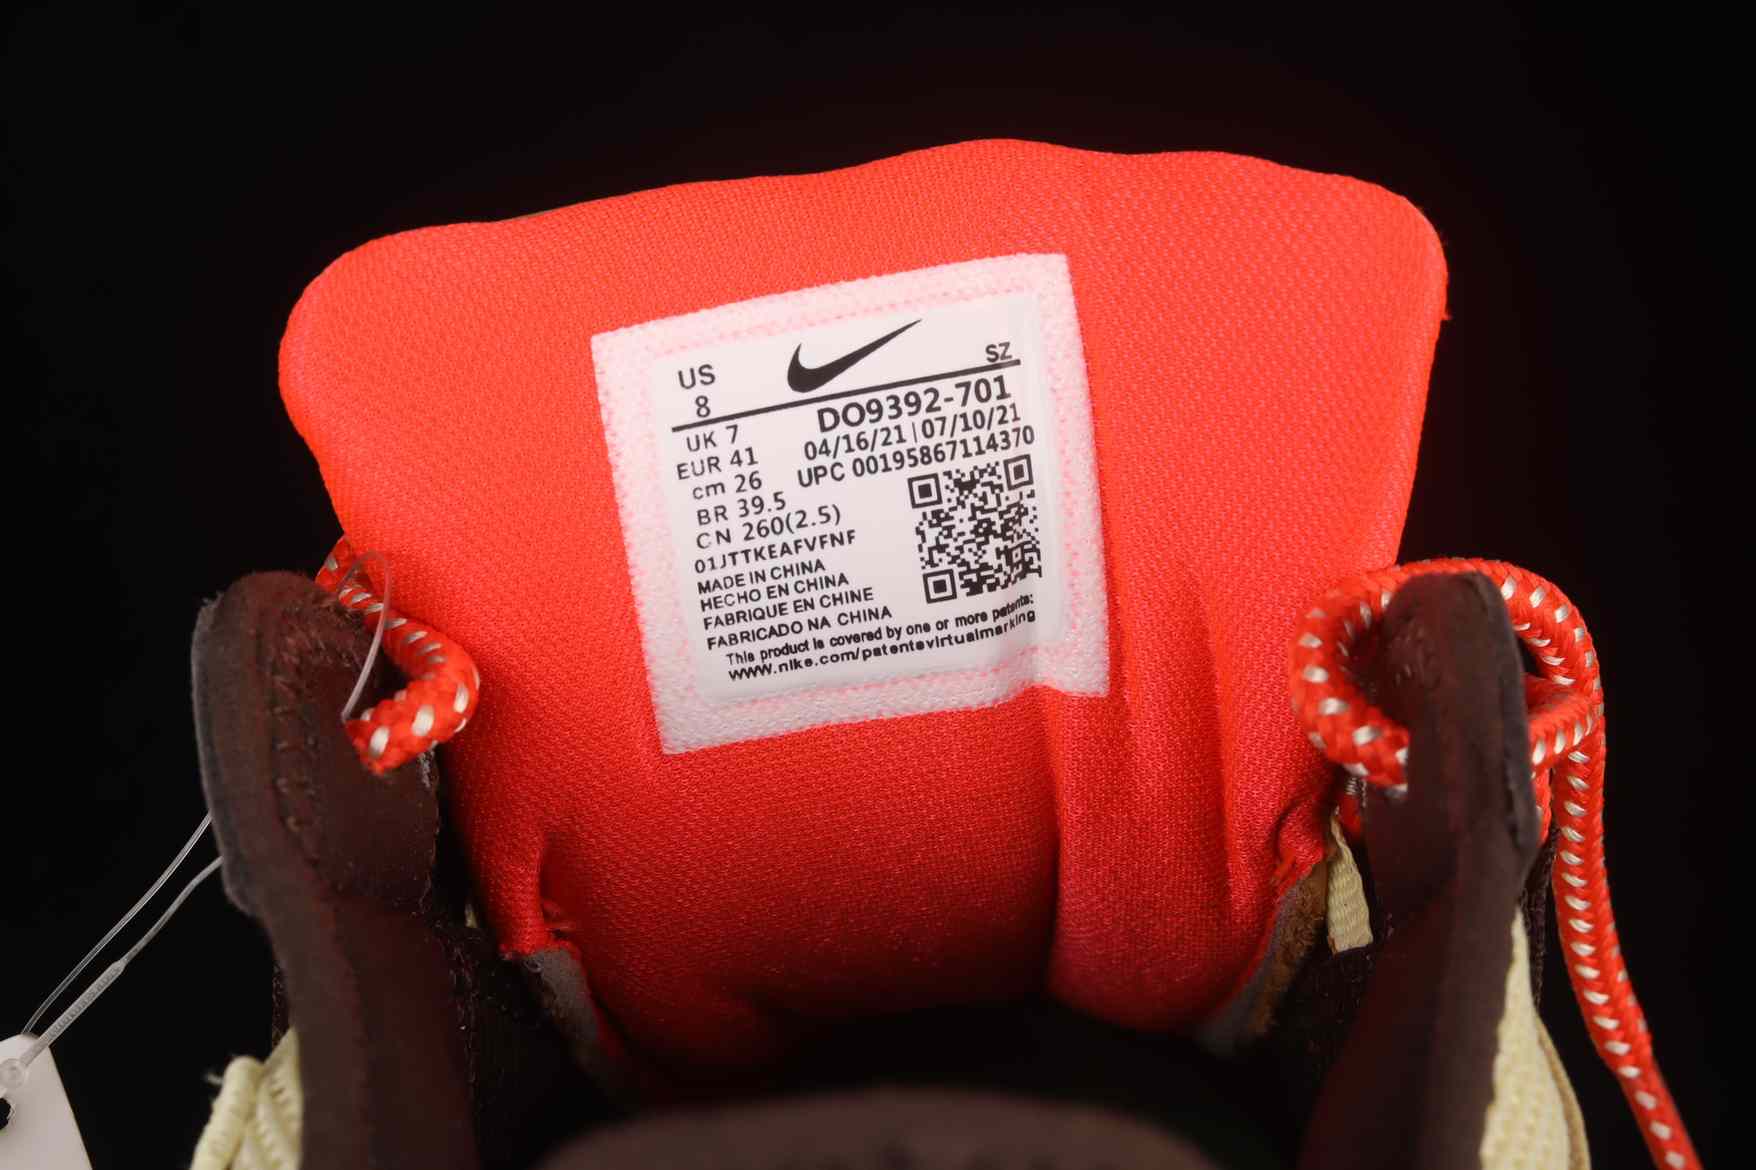 US
8
SZ
UK 7
EUR 41
cm 26
BR 39.5
CN 260(2.5)
DO9392-701
04/16/21|07/10/21
UPC 00195867114370
01JTTKEAFVFNF
MADE IN CHINA
HECHO EN CHINA
FABRIQUE EN CHINE
FABRICADO NA CHINA
This product is covered by one or more patents:
www.nike.com/patentsvirtualmarking